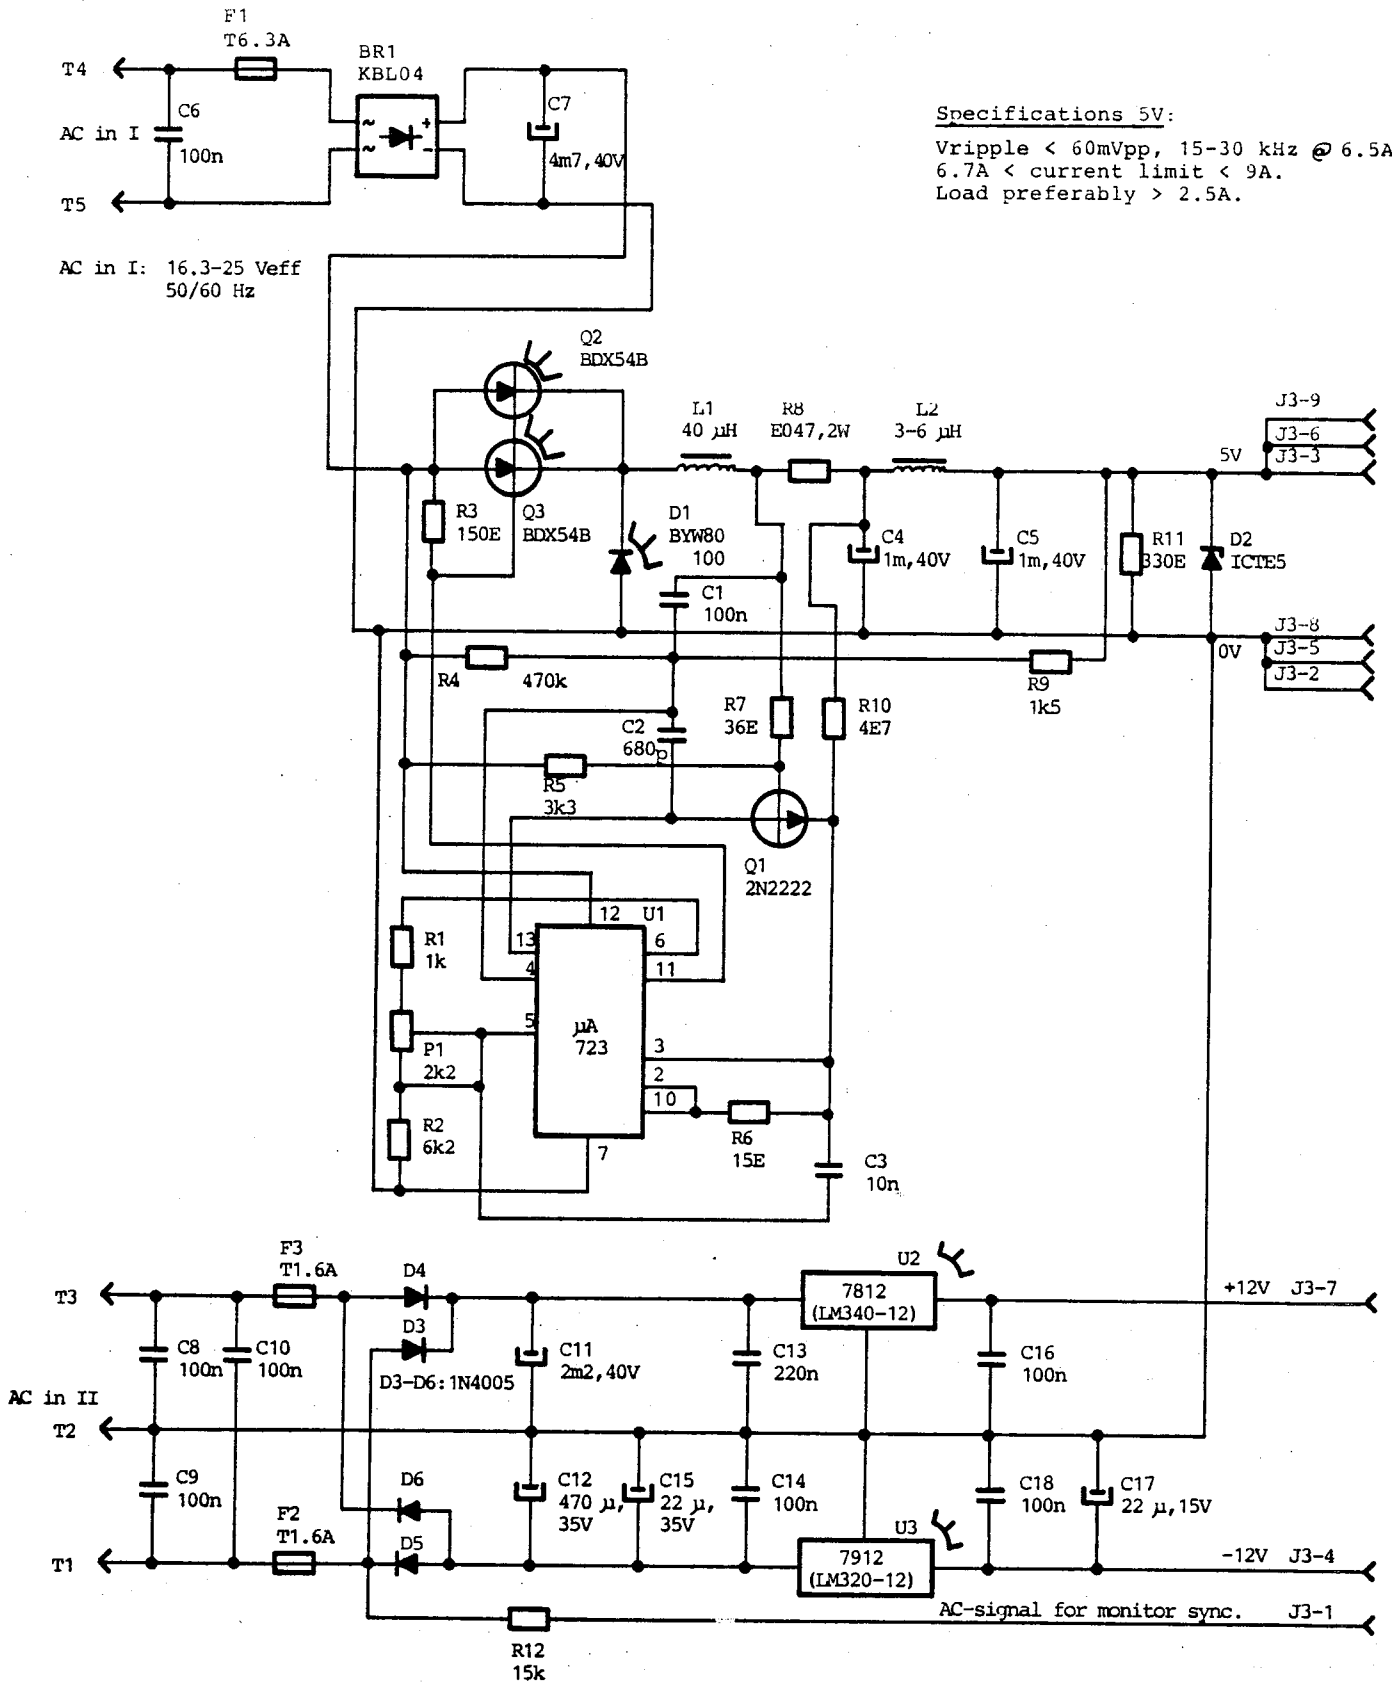 F1
T6.3A
T4
BR1
KBL04
C6
100n
AC in I
~
~
+
−
C7
4m7,40V
T5
Specifications 5V:
Vripple < 60mVpp, 15-30 kHz @ 6.5A
6.7A < current limit < 9A.
Load preferably > 2.5A.
AC in I: 16.3-25 Veff
50/60 Hz
Q2
BDX54B
L1
40 µH
R8
E047,2W
L2
3-6 µH
J3-9
J3-6
J3-3
5V
R3
150E
Q3
BDX54B
D1
BYW80
100
C4
1m,40V
C5
1m,40V
R11
330E
D2
ICTE5
C1
100n
J3-8
J3-5
J3-2
0V
R4
470k
R9
1k5
C2
680p
R7
36E
R10
4E7
R5
3k3
Q1
2N2222
12
U1
13
6
4
11
R1
1k
5
µA
723
3
P1
2k2
2
10
R2
6k2
7
R6
15E
C3
10n
F3
T1.6A
T3
D4
U2
7812
(LM340-12)
+12V J3-7
D3
C8
100n
C10
100n
D3-D6:1N4005
C11
2m2,40V
C13
220n
C16
100n
AC in II
T2
C9
100n
D6
C12
470 µ,
35V
C15
22 µ,
35V
C14
100n
C18
100n
C17
22 µ,15V
F2
T1.6A
T1
D5
U3
7912
(LM320-12)
-12V J3-4
AC-signal for monitor sync. J3-1
R12
15k